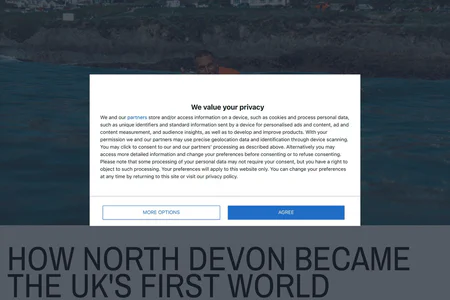 We value your privacy
We and our partners store and/or access information on a device, such as cookies and process personal data,
such as unique identifiers and standard information sent by a device for personalised ads and content, ad and
content measurement, and audience insights, as well as to develop and improve products. With your
permission we and our partners may use precise geolocation data and identification through device scanning.
You may click to consent to our and our partners' processing as described above. Alternatively you may
access more detailed information and change your preferences before consenting or to refuse consenting.
Please note that some processing of your personal data may not require your consent, but you have a right to
object to such processing. Your preferences will apply to this website only. You can change your preferences
at any time by returning to this site or visit our privacy policy.
MORE OPTIONS
AGREE
HOW NORTH DEVON BECAME
THE UK'S FIRST WORLD